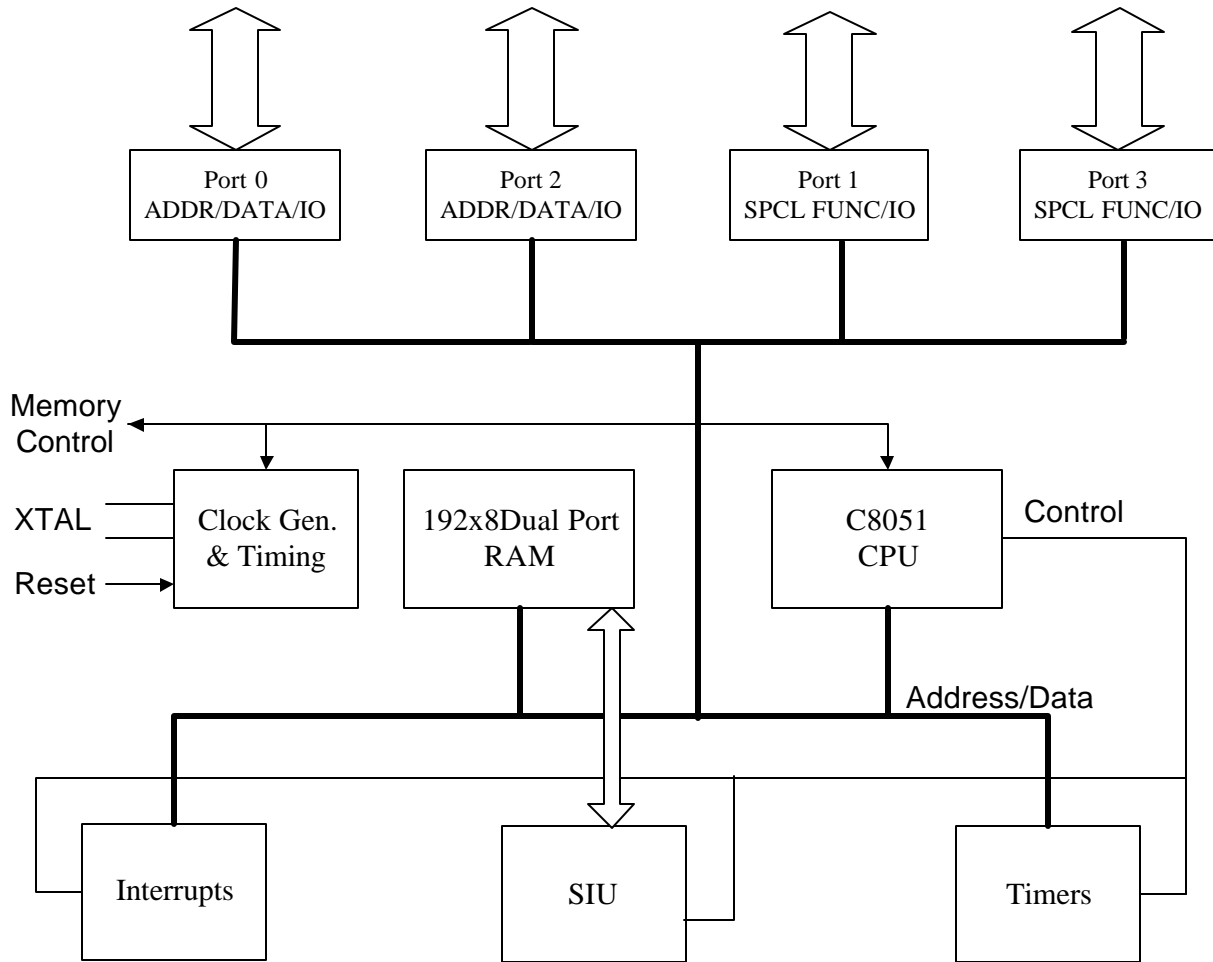 Port 0
ADDR/DATA/IO
Port 2
ADDR/DATA/IO
Port 1
SPCL FUNC/IO
Port 3
SPCL FUNC/IO
Memory
Control
XTAL
Reset
Clock Gen.
& Timing
192x8Dual Port
RAM
C8051
CPU
Control
Address/Data
Interrupts
SIU
Timers